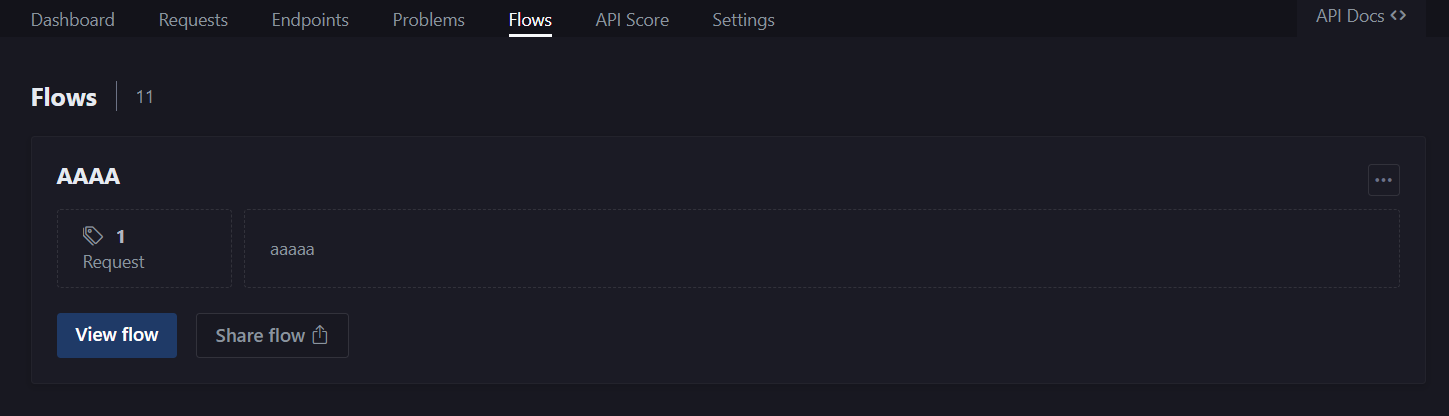 Dashboard Requests Endpoints Problems Flows API Score Settings API Docs <>
Flows 11
AAAA
1
Request
aaaaa
View flow Share flow